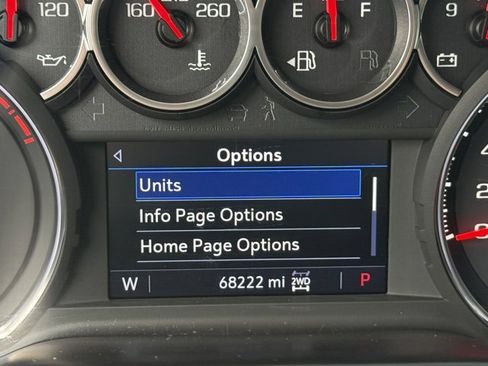 120 160 260 E F 9
Options
Units
Info Page Options
Home Page Options
W 68222 mi 2WD P